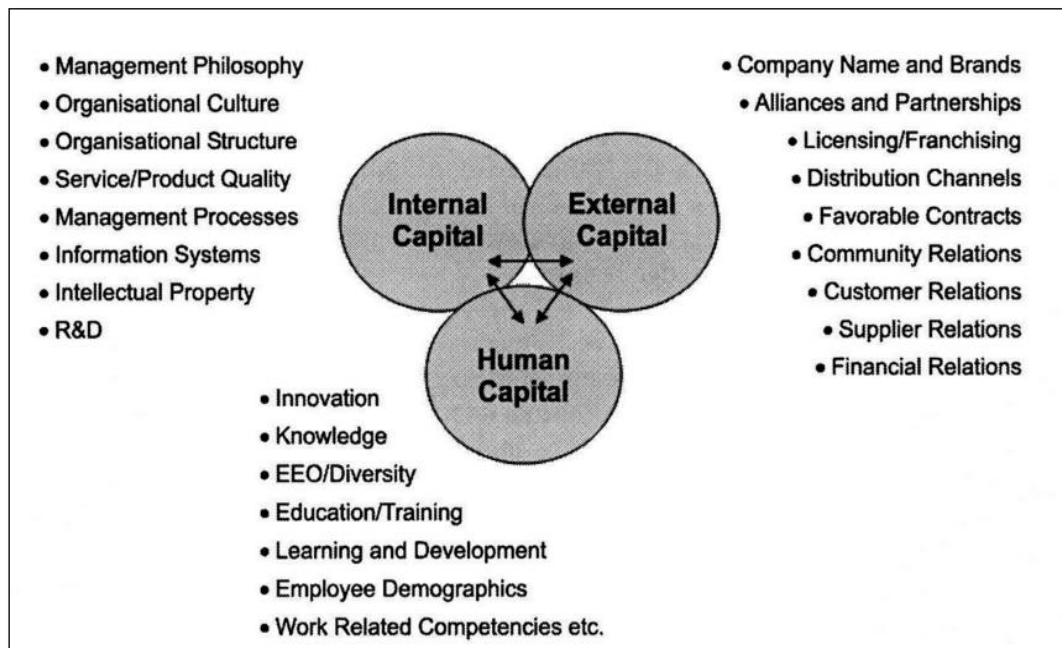 • Management Philosophy
• Organisational Culture
• Organisational Structure
• Service/Product Quality
• Management Processes
• Information Systems
• Intellectual Property
• R&D
• Company Name and Brands
• Alliances and Partnerships
• Licensing/Franchising
• Distribution Channels
• Favorable Contracts
• Community Relations
• Customer Relations
• Supplier Relations
• Financial Relations
Internal
Capital
External
Capital
Human
Capital
• Innovation
• Knowledge
• EEO/Diversity
• Education/Training
• Learning and Development
• Employee Demographics
• Work Related Competencies etc.